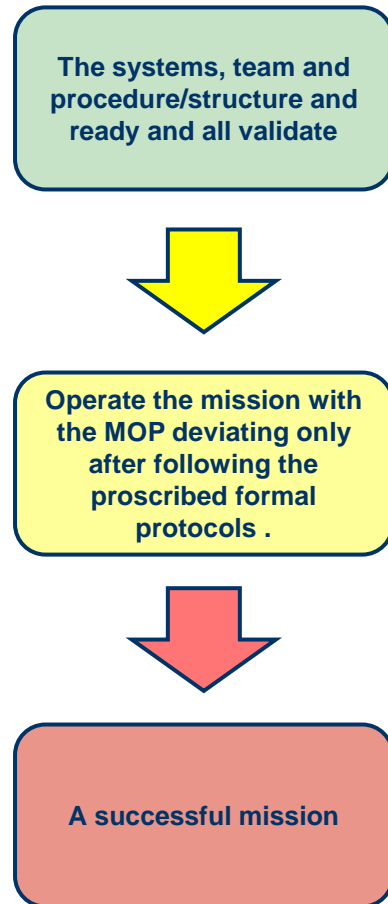 The systems, team and
procedure/structure and
ready and all validate
Operate the mission with
the MOP deviating only
after following the
proscribed formal
protocols .
A successful mission